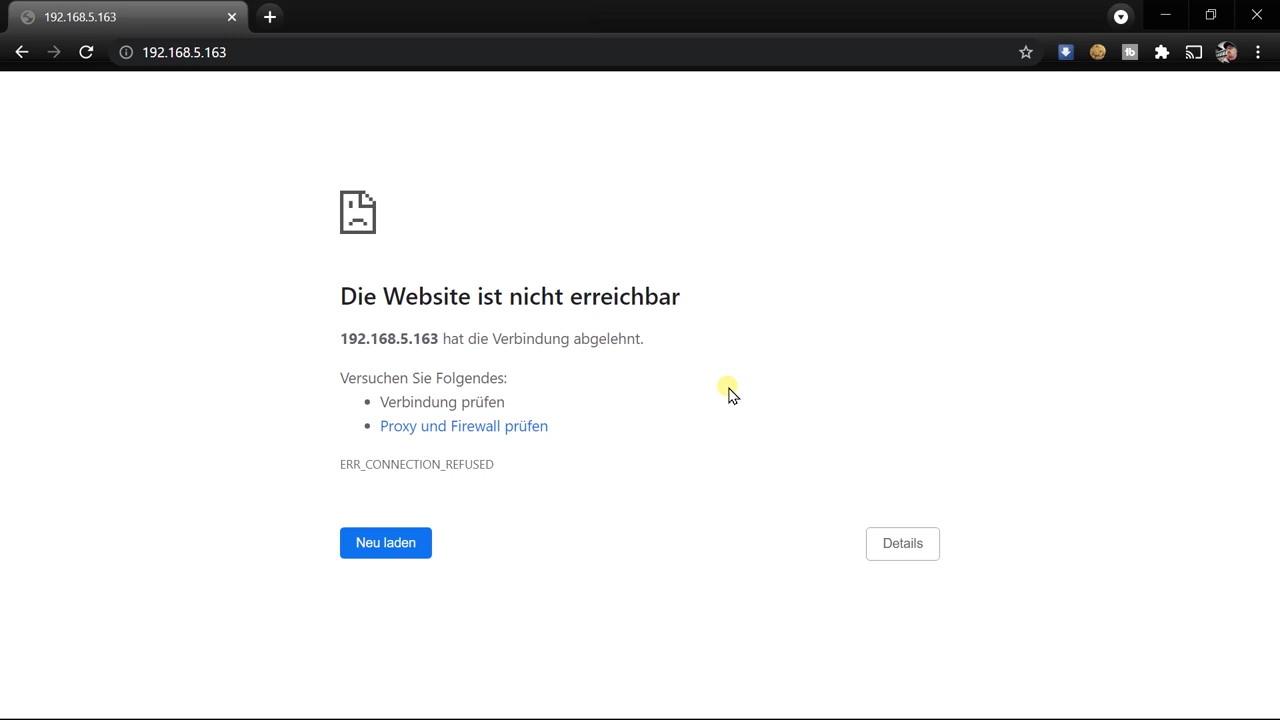 192.168.5.163
192.168.5.163
tb
Die Website ist nicht erreichbar
192.168.5.163 hat die Verbindung abgelehnt.
Versuchen Sie Folgendes:
• Verbindung prüfen
• Proxy und Firewall prüfen
ERR_CONNECTION_REFUSED
Neu laden
Details